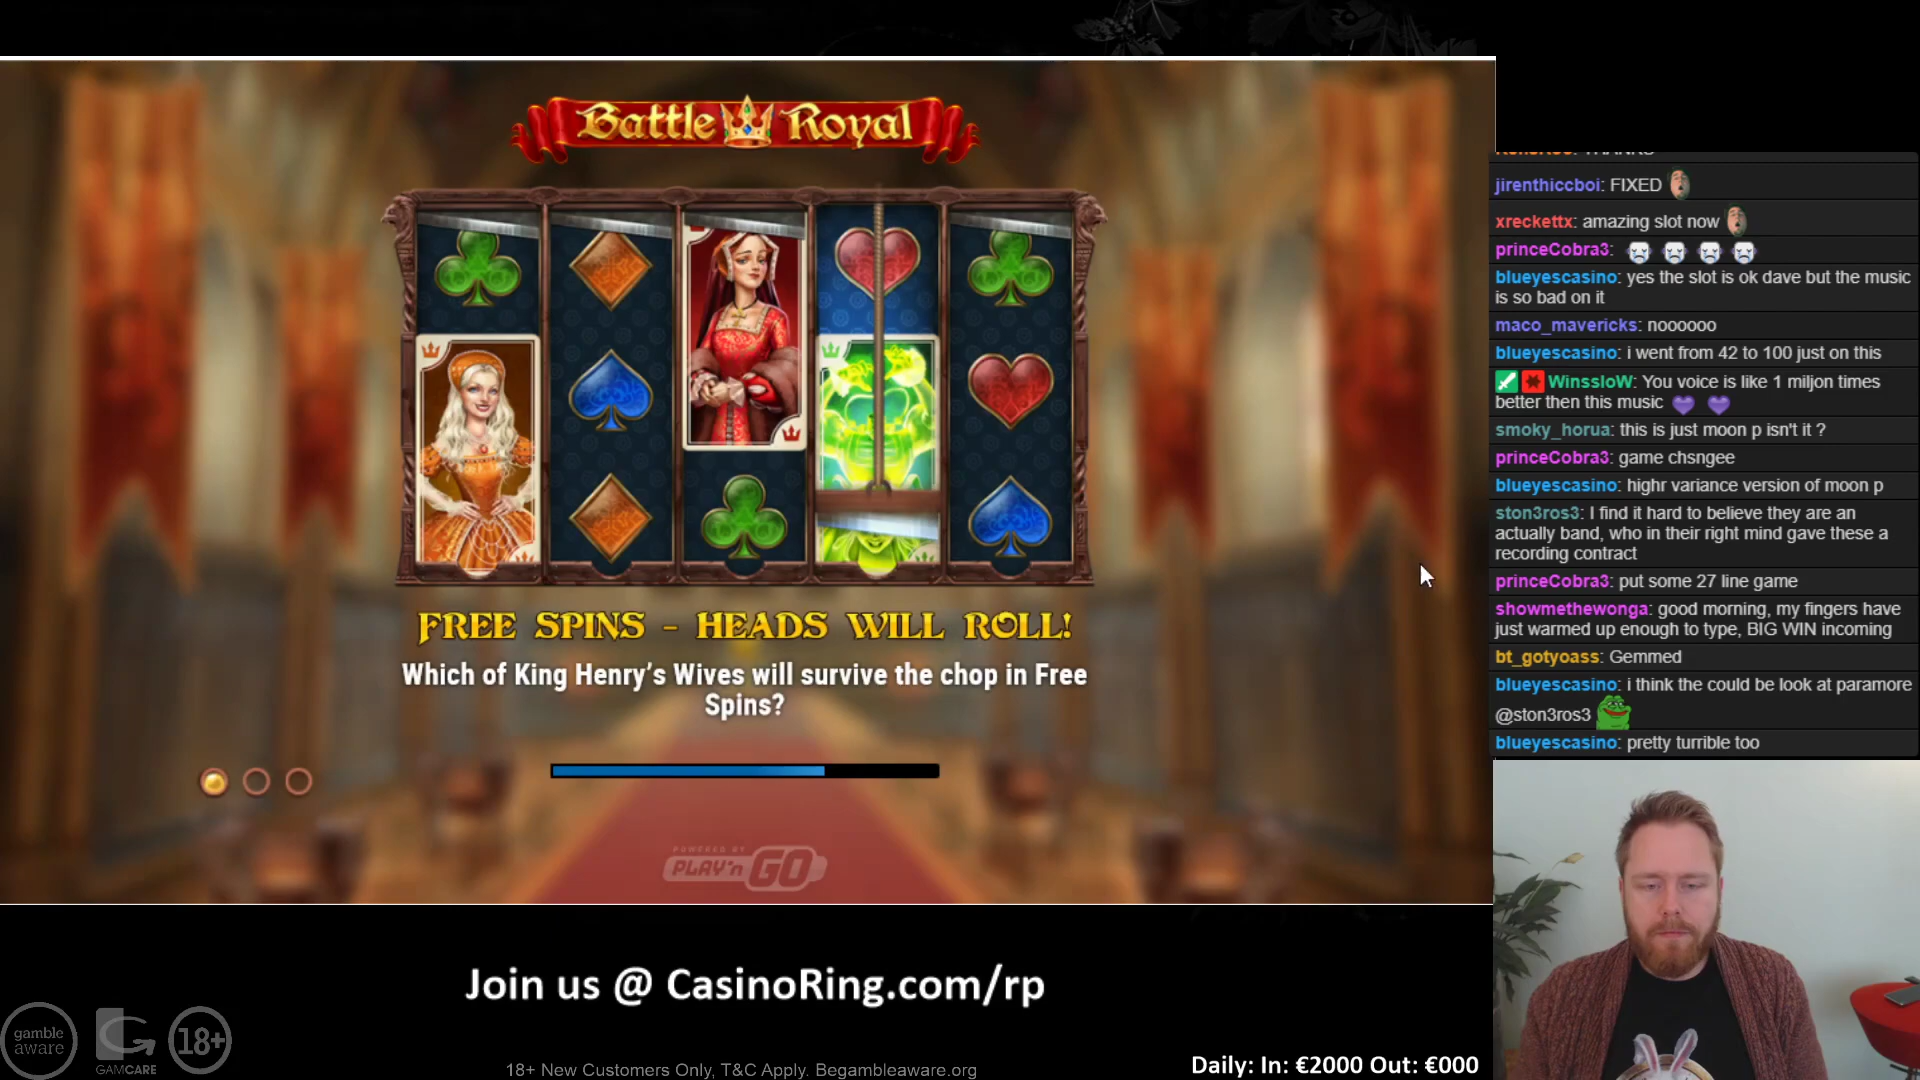 Battle Royal
FREE SPINS - HEADS WILL ROLL!
Which of King Henry's Wives will survive the chop in Free
Spins?
POWERED BY
PLAY'n GO
Join us @ CasinoRing.com/rp
gamble
aware
GAMCARE
18+
18+ New Customers Only, T&C Apply. Begambleaware.org
Daily: In: €2000 Out: €000
jirenthiccboi: FIXED
xreckettx: amazing slot now
princeCobra3:
blueyescasino: yes the slot is ok dave but the music
is so bad on it
maco_mavericks: noooooo
blueyescasino: i went from 42 to 100 just on this
WinssloW: You voice is like 1 miljon times
better then this music
smoky_horua: this is just moon p isn't it ?
princeCobra3: game chsngee
blueyescasino: highr variance version of moon p
ston3ros3: I find it hard to believe they are an
actually band, who in their right mind gave these a
recording contract
princeCobra3: put some 27 line game
showmethewonga: good morning, my fingers have
just warmed up enough to type, BIG WIN incoming
bt_gotyoass: Gemmed
blueyescasino: i think the could be look at paramore
@ston3ros3
blueyescasino: pretty turrible too